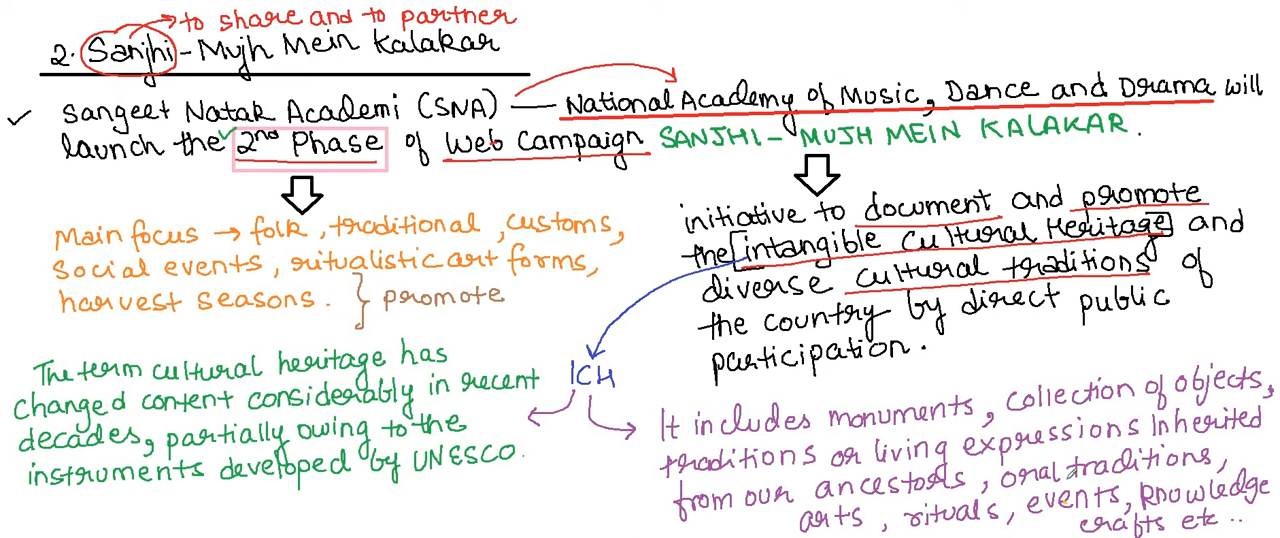 → to share and to partner
2. Sanjhi - Mujh Mein Kalakar
✓ Sangeet Natak Academi (SNA) — National Academy of Music, Dance and Drama will
launch the ✓ 2nd Phase of Web Campaign SANJHI - MUJH MEIN KALAKAR.
Main focus → folk, traditional, customs,
social events, ritualistic art forms,
harvest seasons. } promote
initiative to document and promote
the [intangible cultural Heritage] and
diverse cultural traditions of
the country by direct public
participation.
ICH
The term cultural heritage has
changed content considerably in recent
decades, partially owing to the
instruments developed by UNESCO.
It includes monuments, collection of objects,
traditions or living expressions Inherited
from our ancestors, oral traditions,
arts, rituals, events, knowledge
crafts etc...